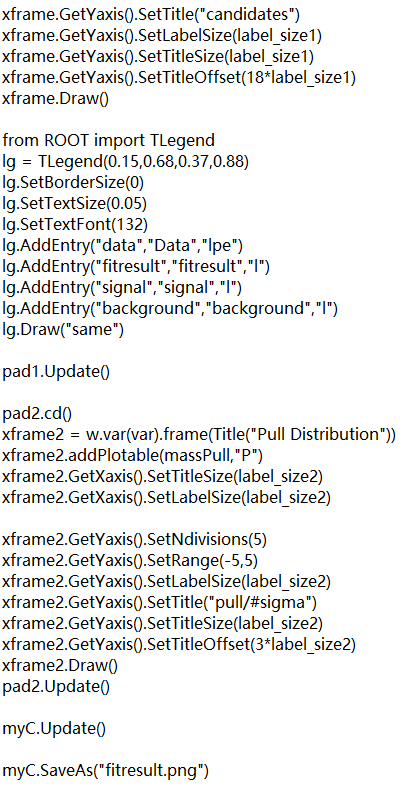 xframe.GetYaxis().SetTitle("candidates")
xframe.GetYaxis().SetLabelSize(label_size1)
xframe.GetYaxis().SetTitleSize(label_size1)
xframe.GetYaxis().SetTitleOffset(18*label_size1)
xframe.Draw()

from ROOT import TLegend
lg = TLegend(0.15,0.68,0.37,0.88)
lg.SetBorderSize(0)
lg.SetTextSize(0.05)
lg.SetTextFont(132)
lg.AddEntry("data","Data","lpe")
lg.AddEntry("fitresult","fitresult","l")
lg.AddEntry("signal","signal","l")
lg.AddEntry("background","background","l")
lg.Draw("same")

pad1.Update()

pad2.cd()
xframe2 = w.var(var).frame(Title("Pull Distribution"))
xframe2.addPlotable(massPull,"P")
xframe2.GetXaxis().SetTitleSize(label_size2)
xframe2.GetXaxis().SetLabelSize(label_size2)

xframe2.GetYaxis().SetNdivisions(5)
xframe2.GetYaxis().SetRange(-5,5)
xframe2.GetYaxis().SetLabelSize(label_size2)
xframe2.GetYaxis().SetTitle("pull/#sigma")
xframe2.GetYaxis().SetTitleSize(label_size2)
xframe2.GetYaxis().SetTitleOffset(3*label_size2)
xframe2.Draw()
pad2.Update()

myC.Update()

myC.SaveAs("fitresult.png")